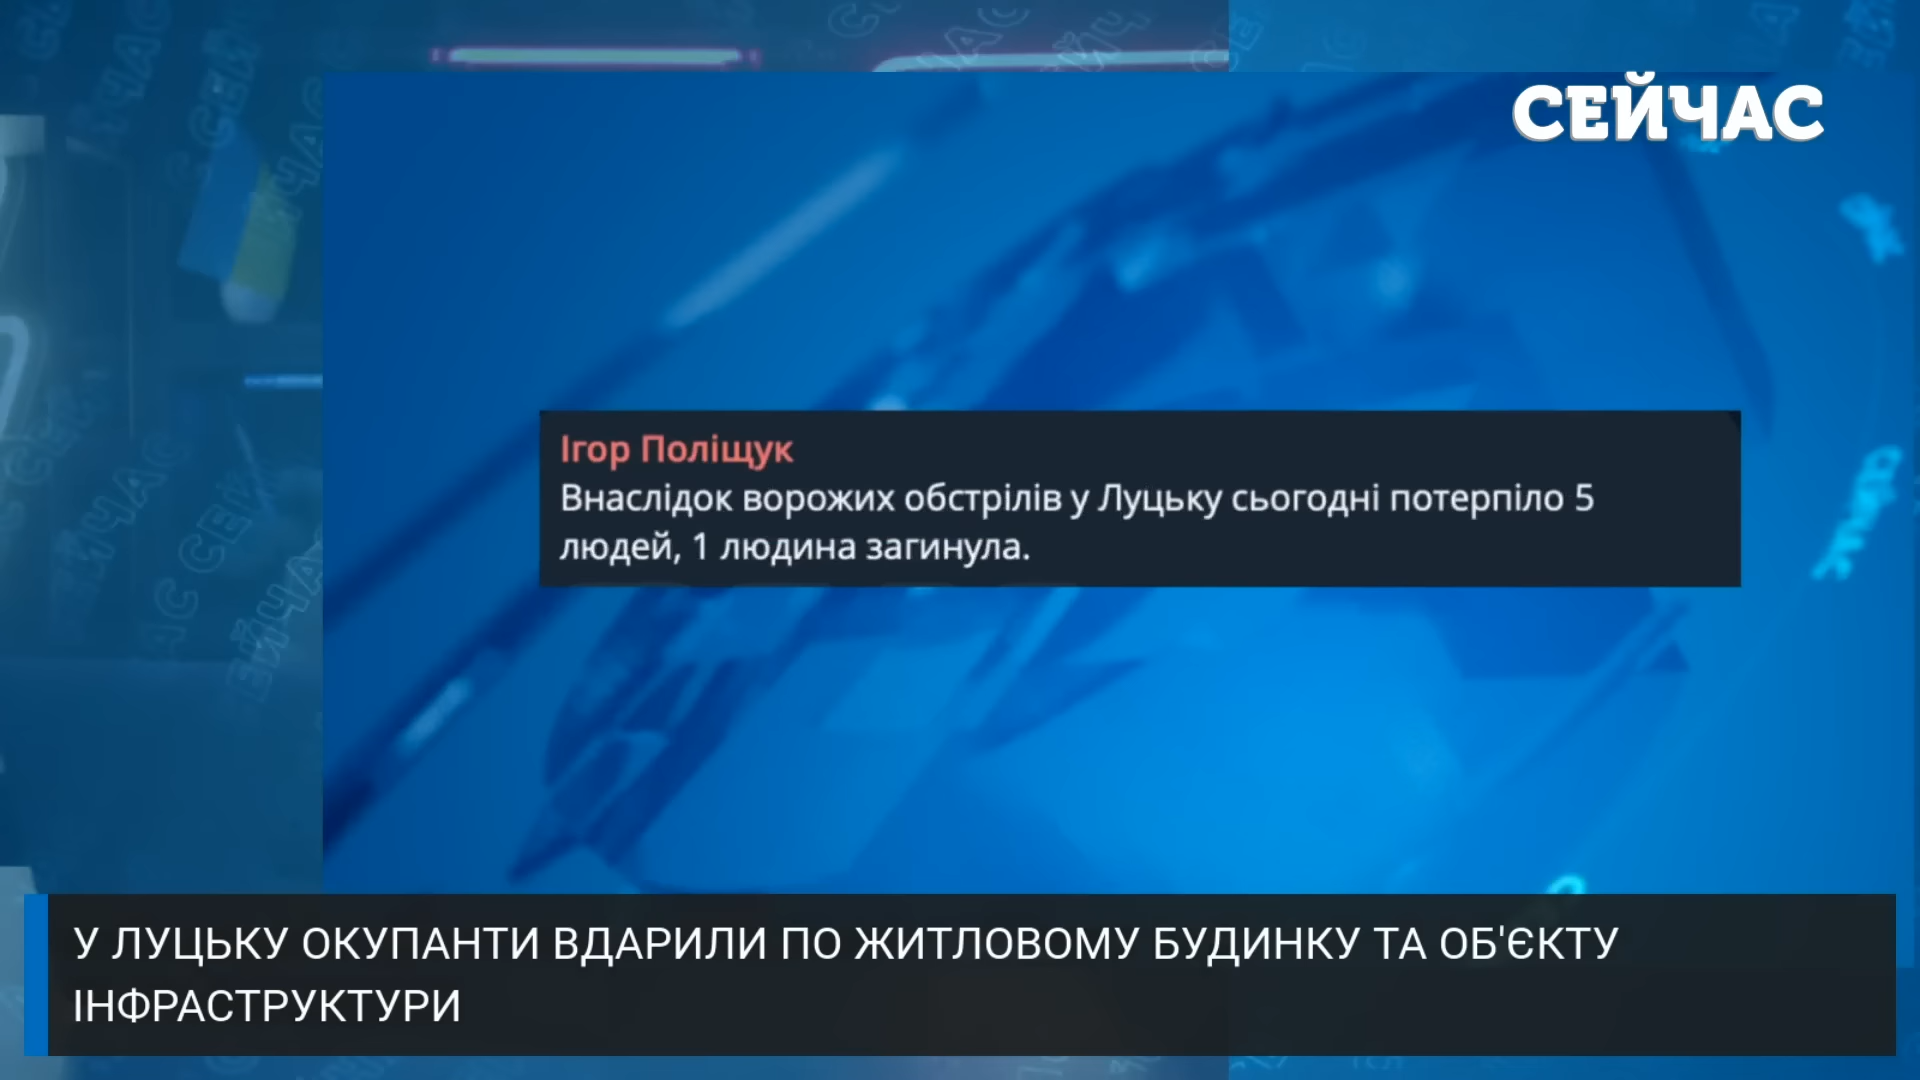 СЕЙЧАС
Ігор Поліщук
Внаслідок ворожих обстрілів у Луцьку сьогодні потерпіло 5
людей, 1 людина загинула.
У ЛУЦЬКУ ОКУПАНТИ ВДАРИЛИ ПО ЖИТЛОВОМУ БУДИНКУ ТА ОБ'ЄКТУ
ІНФРАСТРУКТУРИ